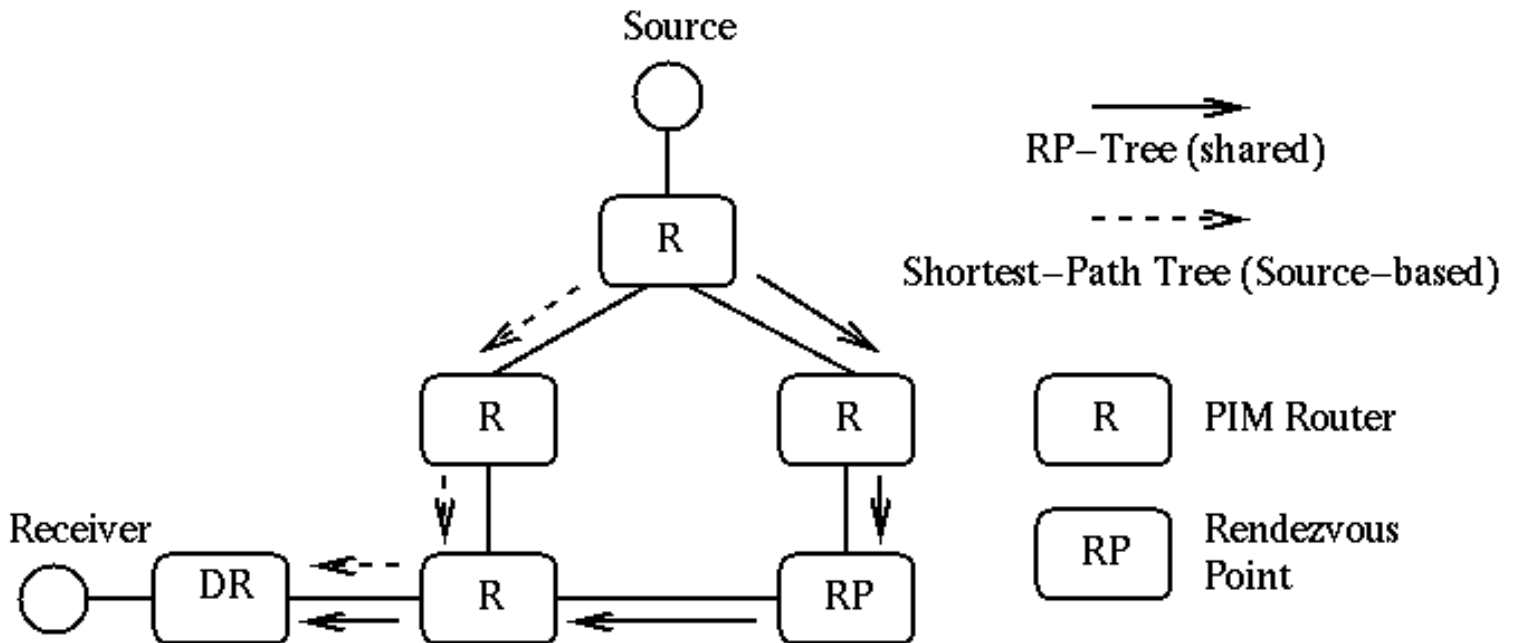 Source
RP–Tree (shared)
R
Shortest–Path Tree (Source–based)
R
R
R
PIM Router
Receiver
DR
R
RP
RP
Rendezvous
Point